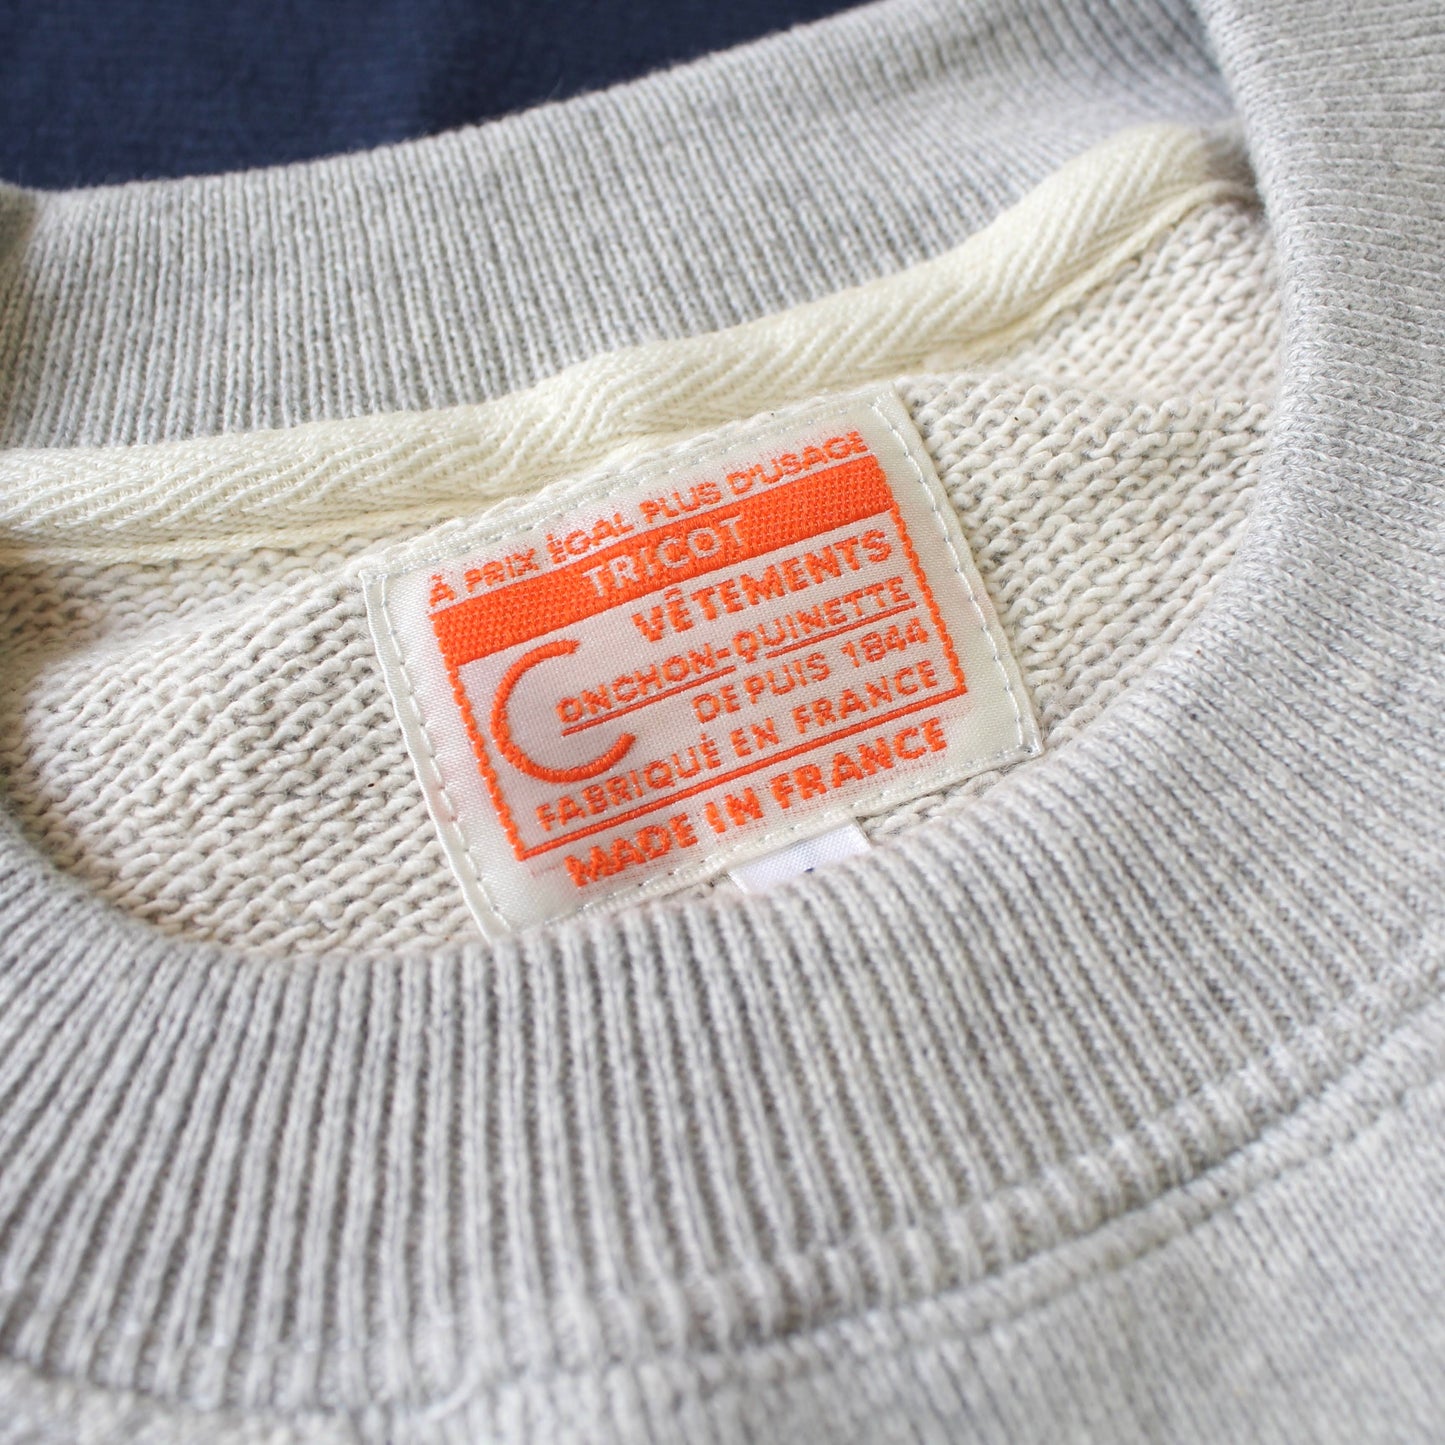 À PRIX ÉGAL PLUS D'USAGE
TRICOT
VÊTEMENTS
CONCHON-QUINETTE
DEPUIS 1844
FABRIQUÉ EN FRANCE
MADE IN FRANCE